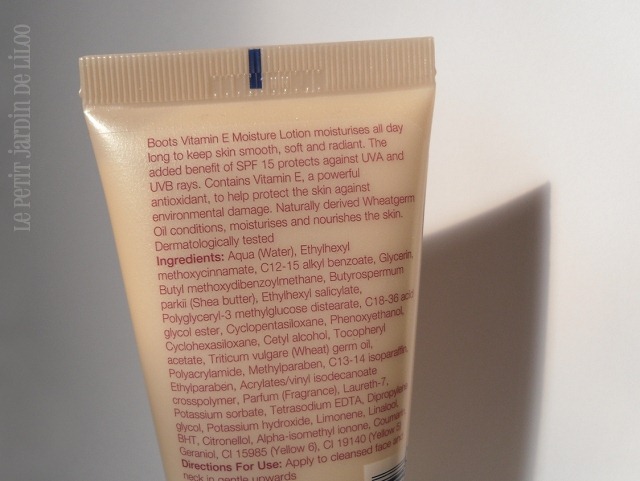 LE PETIT JARDIN DE LILOO
Boots Vitamin E Moisture Lotion moisturises all day
long to keep skin smooth, soft and radiant. The
added benefit of SPF 15 protects against UVA and
UVB rays. Contains Vitamin E, a powerful
antioxidant, to help protect the skin against
environmental damage. Naturally derived Wheatgerm
Oil conditions, moisturises and nourishes the skin.
Dermatologically tested
Ingredients: Aqua (Water), Ethylhexyl
methoxycinnamate, C12-15 alkyl benzoate, Glycerin,
Butyl methoxydibenzoylmethane, Butyrospermum
parkii (Shea butter), Ethylhexyl salicylate,
Polyglyceryl-3 methylglucose distearate, C18-36 acid
glycol ester, Cyclopentasiloxane, Phenoxyethanol,
Cyclohexasiloxane, Cetyl alcohol, Tocopheryl
acetate, Triticum vulgare (Wheat) germ oil,
Polyacrylamide, Methylparaben, C13-14 isoparaffin,
Ethylparaben, Acrylates/vinyl isodecanoate
crosspolymer, Parfum (Fragrance), Laureth-7,
Potassium sorbate, Tetrasodium EDTA, Dipropylene
glycol, Potassium hydroxide, Limonene, Linalool,
BHT, Citronellol, Alpha-isomethyl ionone, Coumarin,
Geraniol, CI 15985 (Yellow 6), CI 19140 (Yellow 5)
Directions For Use: Apply to cleansed face and
neck in gentle upwards